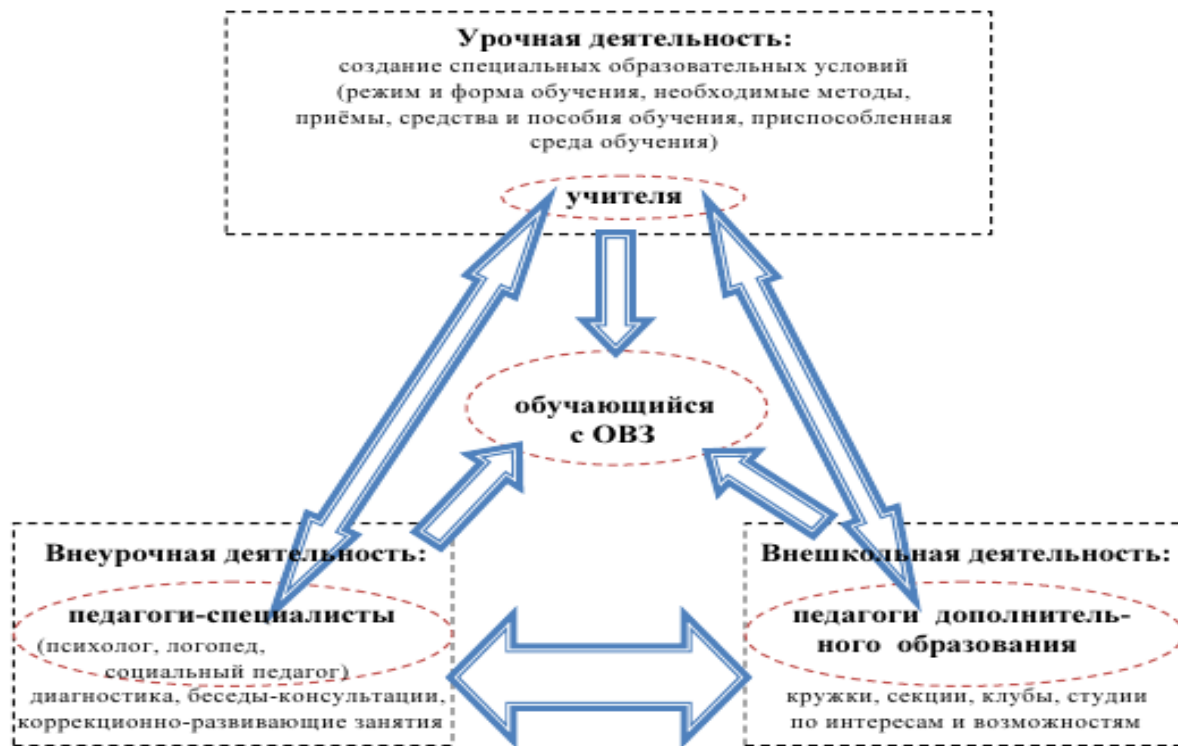 Урочная деятельность:
создание специальных образовательных условий
(режим и форма обучения, необходимые методы,
приёмы, средства и пособия обучения, приспособленная
среда обучения)
учителя
обучающийся
с ОВЗ
Внеурочная деятельность:
педагоги-специалисты
(психолог, логопед,
социальный педагог)
диагностика, беседы-консультации,
коррекционно-развивающие занятия
Внешкольная деятельность:
педагоги дополнитель-
ного образования
кружки, секции, клубы, студии
по интересам и возможностям